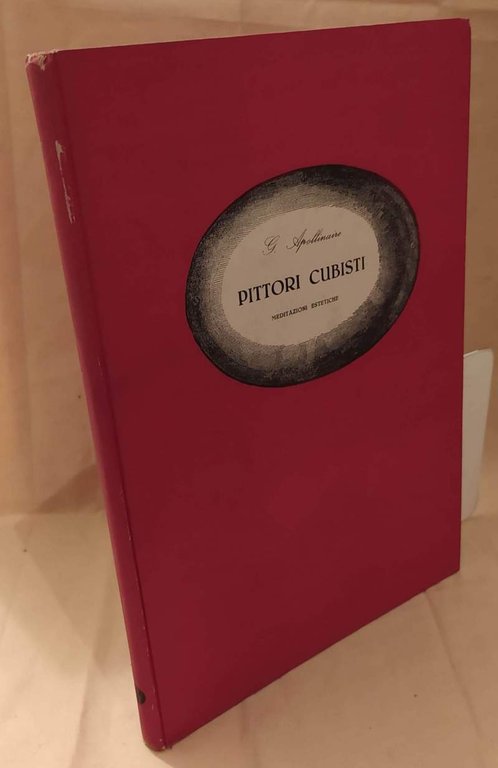 G. Apollinaire
PITTORI CUBISTI
MEDITAZIONI ESTETICHE